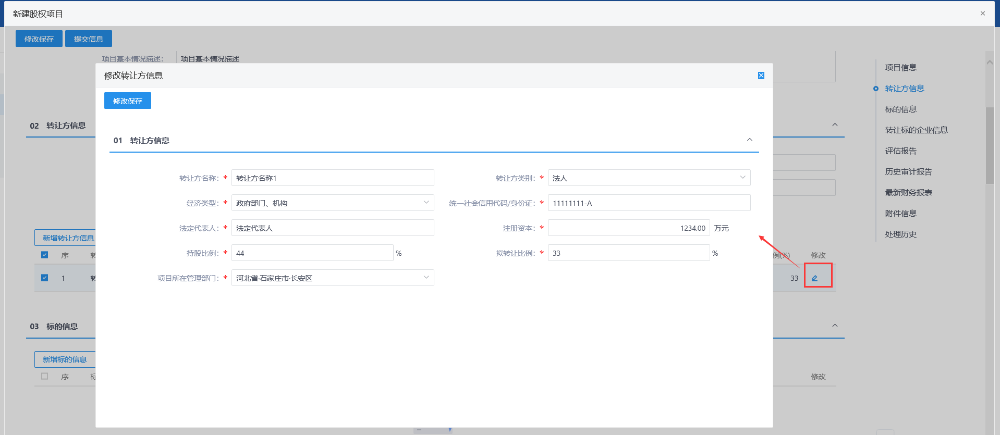 新建股权项目
修改保存 提交信息
项目基本情况描述： 项目基本情况描述
修改转让方信息
修改保存
02 转让方信息
01 转让方信息
转让方名称：* 转让方名称1 转让方类别：* 法人
经济类型：* 政府部门、机构 统一社会信用代码/身份证：* 11111111-A
法定代表人：* 法定代表人 注册资本：* 1234.00 万元
持股比例：* 44 % 拟转让比例：* 33 %
项目所在管理部门：* 河北省·石家庄市·长安区
新增转让方信息
序 转 例(%) 修改
1 转 33
03 标的信息
新增标的信息
序 标 修改
项目信息
转让方信息
标的信息
转让标的企业信息
评估报告
历史审计报告
最新财务报表
附件信息
处理历史